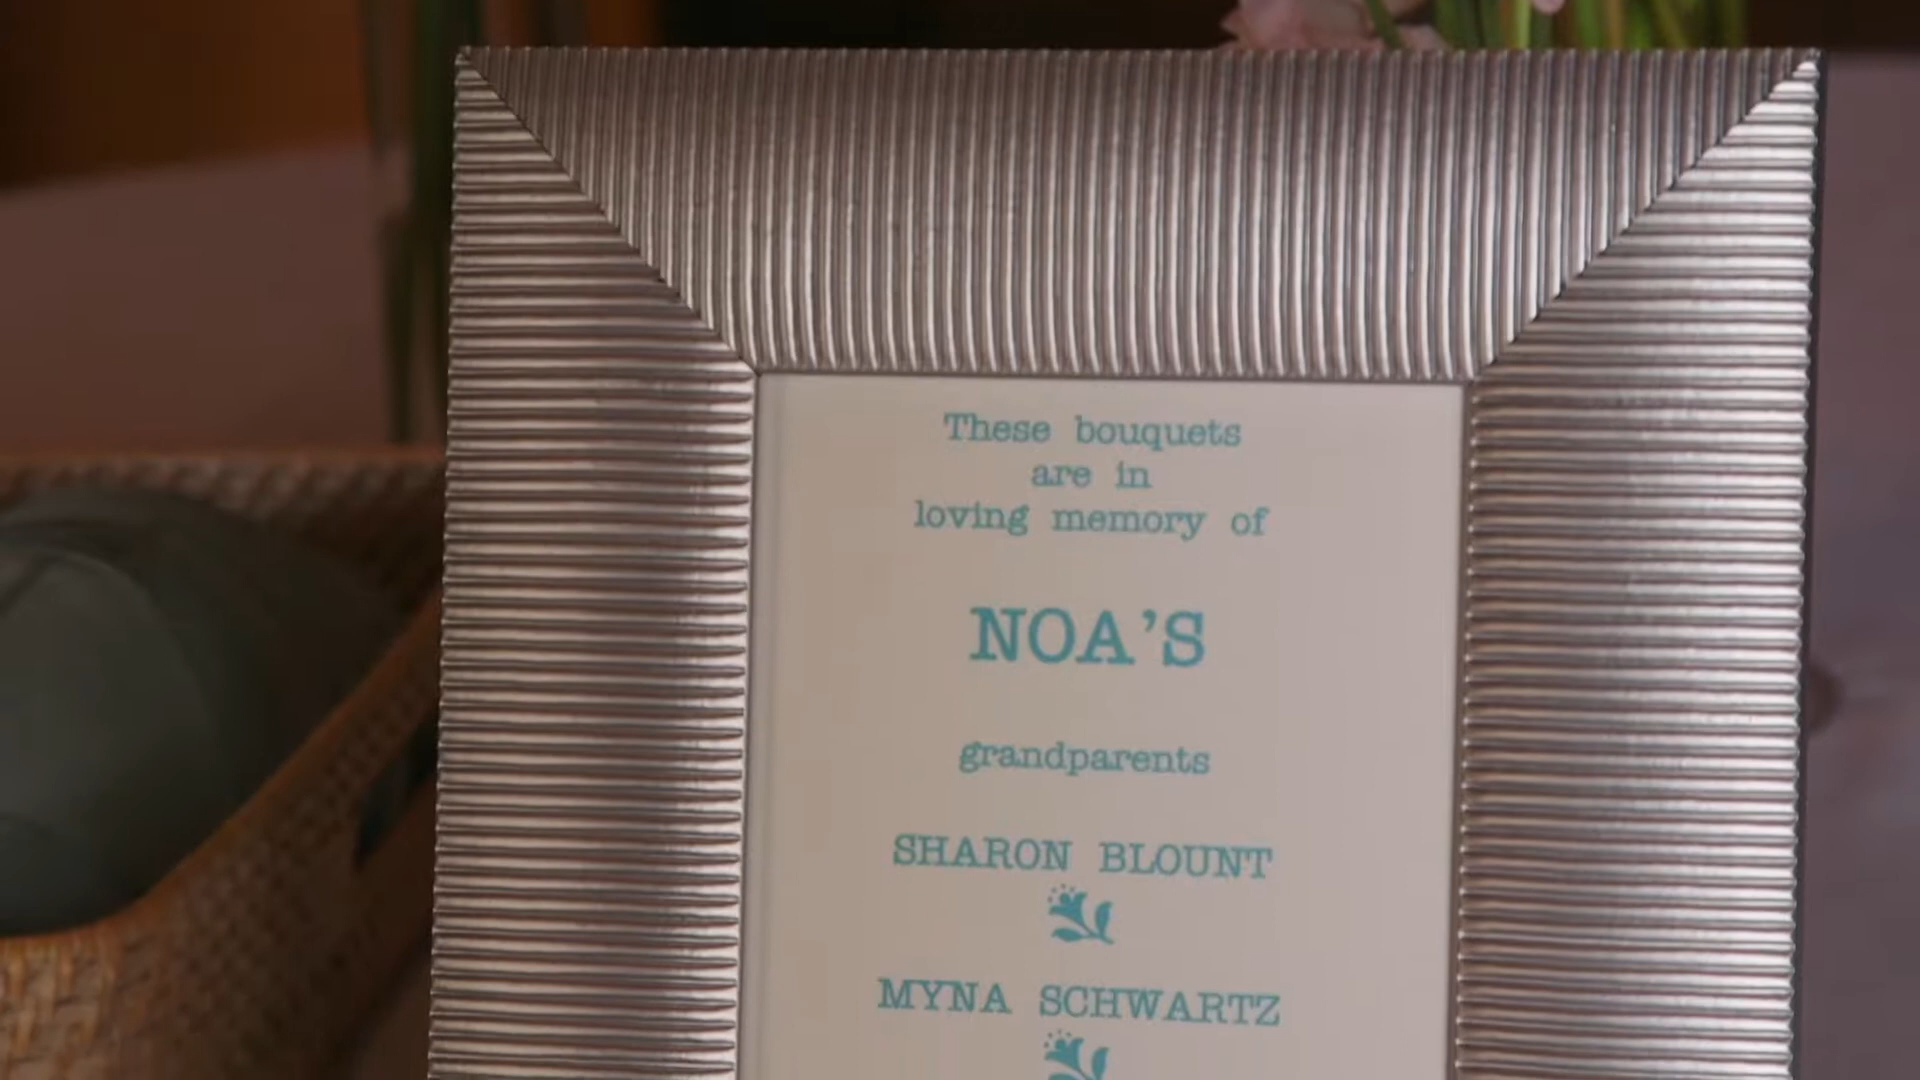 These bouquets
are in
loving memory of
NOA'S
grandparents
SHARON BLOUNT
MYNA SCHWARTZ